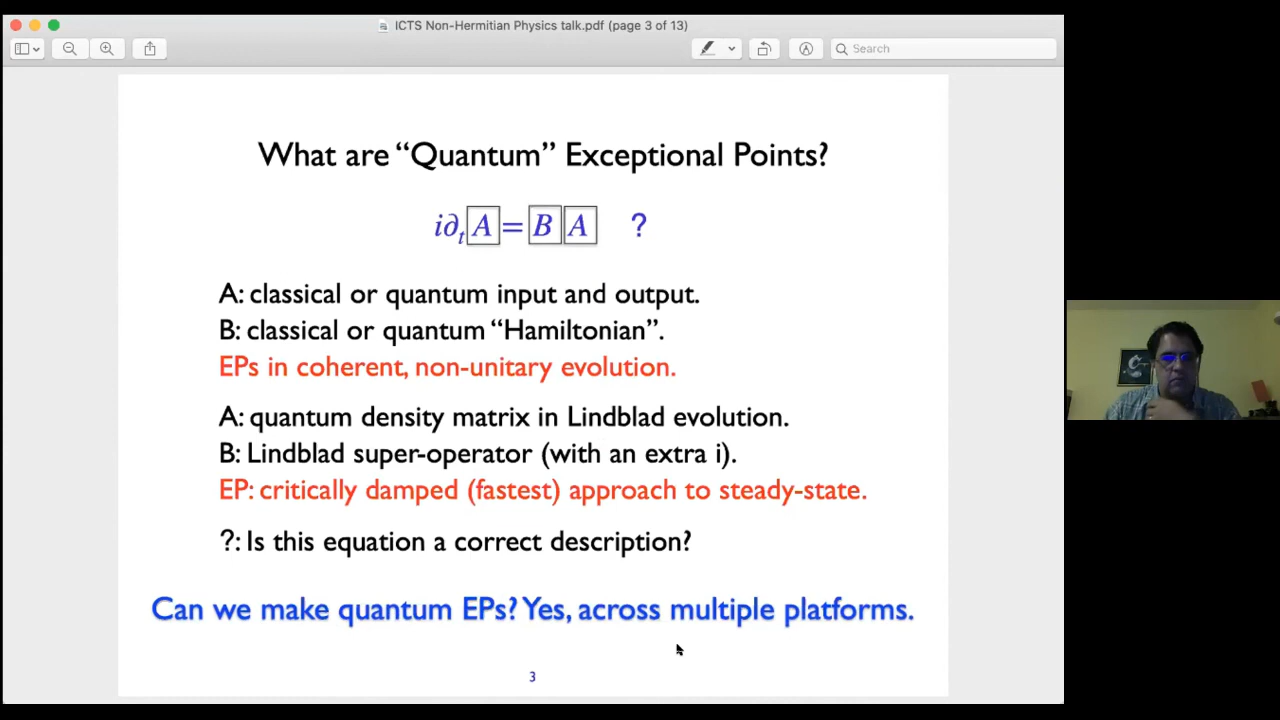 ICTS Non-Hermitian Physics talk.pdf (page 3 of 13)
Search
What are “Quantum” Exceptional Points?
i∂ₜ A = B A ?
A: classical or quantum input and output.
B: classical or quantum “Hamiltonian”.
EPs in coherent, non-unitary evolution.
A: quantum density matrix in Lindblad evolution.
B: Lindblad super-operator (with an extra i).
EP: critically damped (fastest) approach to steady-state.
?: Is this equation a correct description?
Can we make quantum EPs? Yes, across multiple platforms.
3